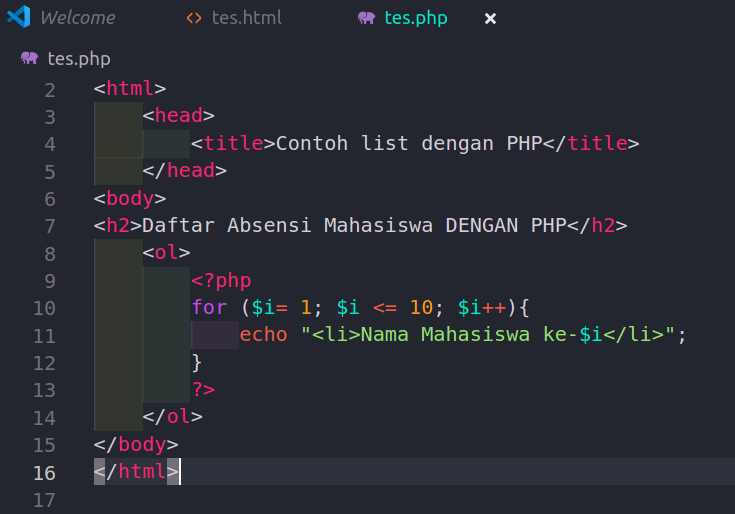 Welcome <> tes.html tes.php ×
tes.php
2 <html>
3 <head>
4 <title>Contoh list dengan PHP</title>
5 </head>
6 <body>
7 <h2>Daftar Absensi Mahasiswa DENGAN PHP</h2>
8 <ol>
9 <?php
10 for ($i= 1; $i <= 10; $i++){
11 echo "<li>Nama Mahasiswa ke-$i</li>";
12 }
13 ?>
14 </ol>
15 </body>
16 </html>
17